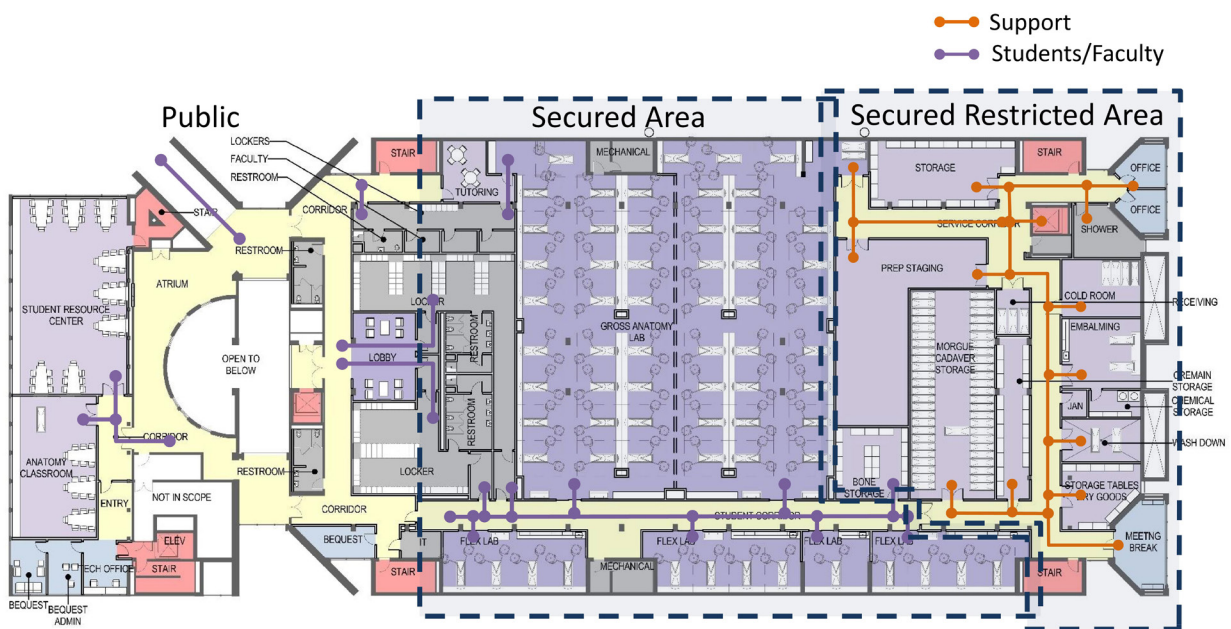 Support
Students/Faculty
Public
Secured Area
Secured Restricted Area
LOCKERS
FACULTY
RESTROOM
STAIR
MECHANICAL
STORAGE
STAIR
OFFICE
TUTORING
STAIR
CORRIDOR
OFFICE
SERVICE CORRIDOR
SHOWER
RESTROOM
PREP STAGING
ATRIUM
COLD ROOM
RECEIVING
STUDENT RESOURCE
CENTER
LOCKER
GROSS ANATOMY
LAB
EMBALMING
RESTROOM
OPEN TO
BELOW
LOBBY
MORGUE
CADAVER
STORAGE
CREMAIN
STORAGE
JAN
CHEMICAL
STORAGE
RESTROOM
CORRIDOR
WASH DOWN
ANATOMY
CLASSROOM
RESTROOM
LOCKER
BONE
STORAGE
STORAGE TABLES
DRY GOODS
ENTRY
NOT IN SCOPE
CORRIDOR
STUDENT CORRIDOR
ELEV
BEQUEST
IT
FLEX LAB
FLEX LAB
FLEX LAB
FLEX LAB
MEETNG
BREAK
TECH OFFICE
STAIR
STAIR
MECHANICAL
STAIR
BEQUEST
BEQUEST
ADMIN